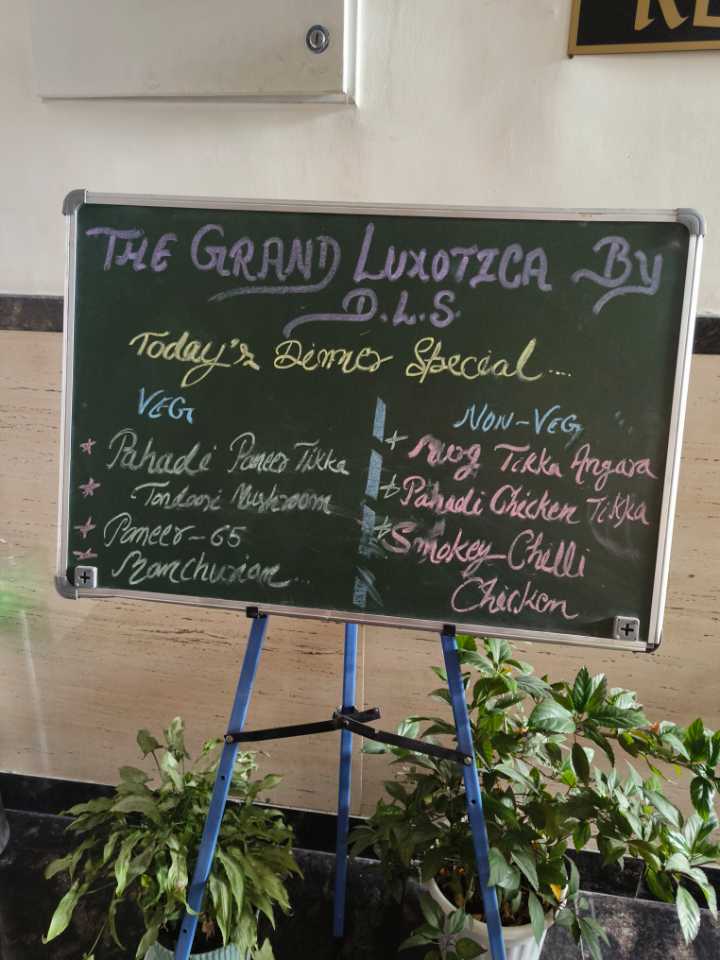 THE GRAND LUXOTICA BY
D.L.S.
Today's Dinner Special....
VEG
Pahadi Paneer Tikka
Tandoori Mushroom
Paneer-65
Manchurian...
NON-VEG
Murg Tikka Angara
Pahadi Chicken Tikka
Smokey Chilli
Chicken